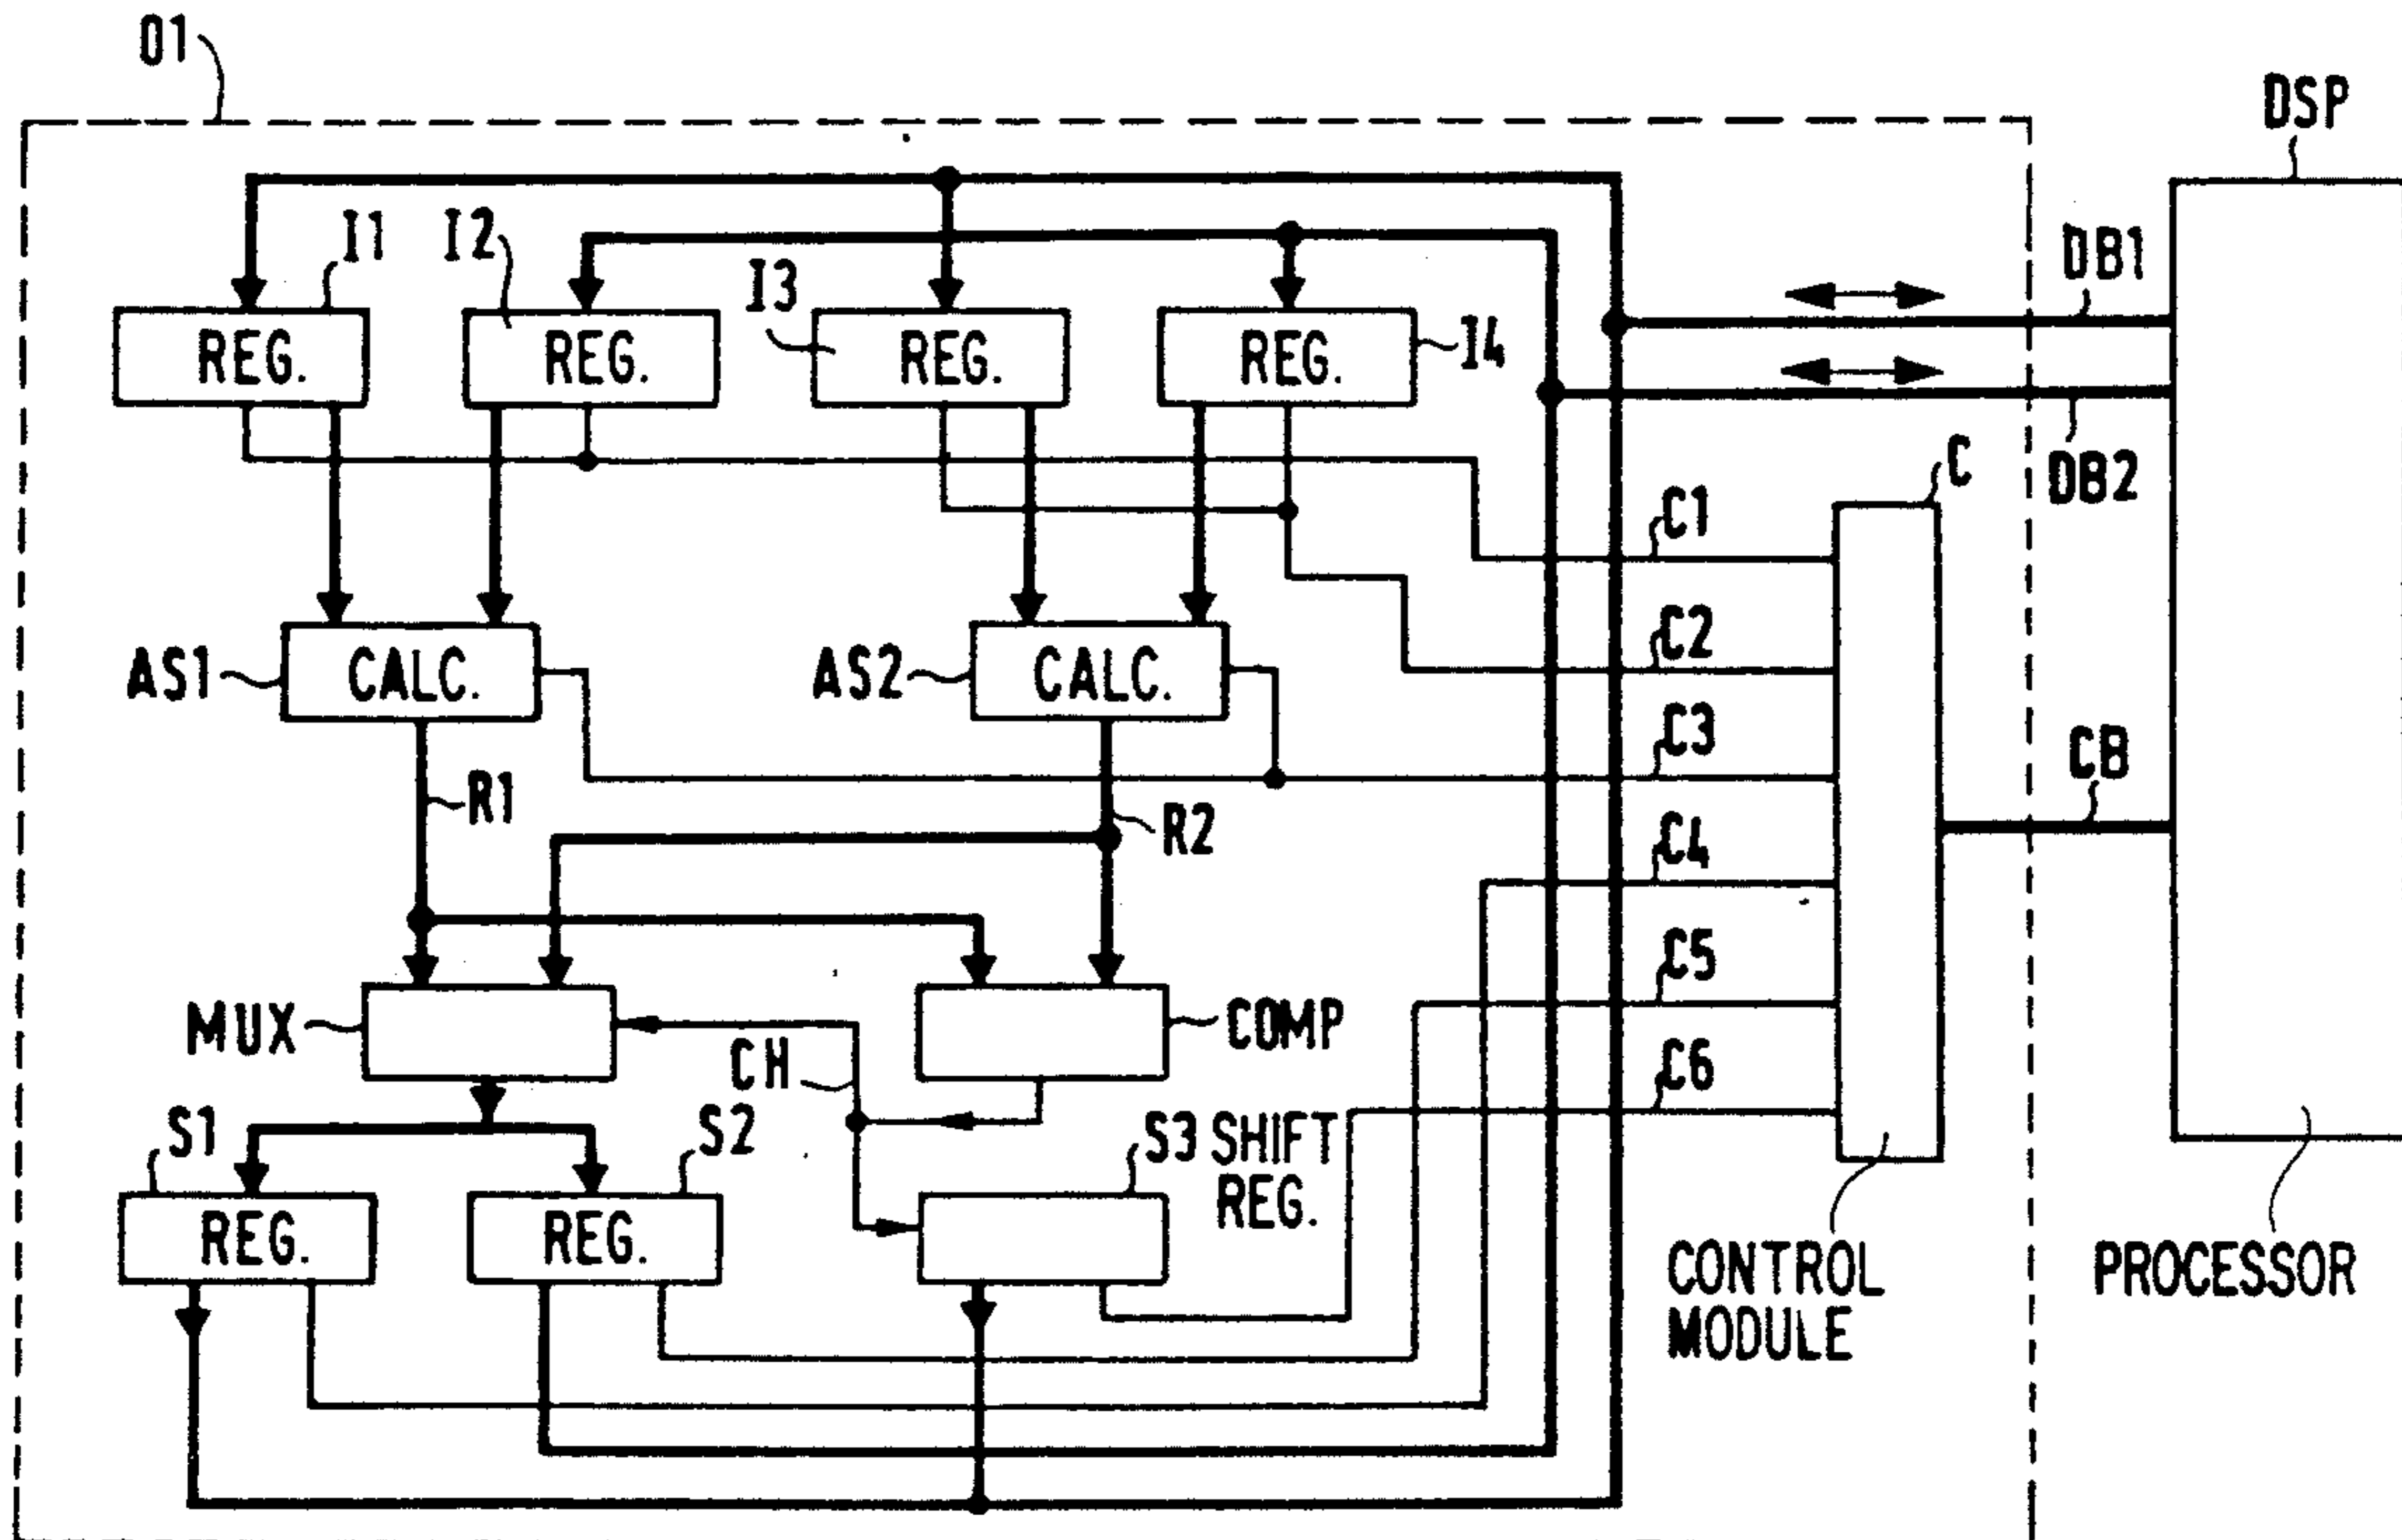 01
DSP
I1
I2
I3
DB1
REG.
REG.
REG.
REG.
I4
C
DB2
C1
C2
AS1
CALC.
AS2
CALC.
C3
CB
R1
R2
C4
C5
MUX
CH
COMP
C6
S1
S2
S3 SHIFT
REG.
REG.
REG.
CONTROL
MODULE
PROCESSOR